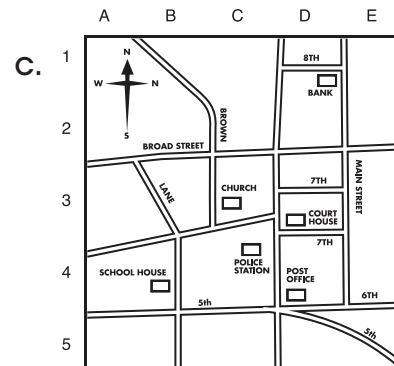 C.
A B C D E
1
N
8TH
W N
BANK
S
2
BROWN
BROAD STREET
3
LANE
CHURCH
7TH
MAIN STREET
COURT
HOUSE
7TH
4
SCHOOL HOUSE
POLICE
STATION
POST
OFFICE
5th
6TH
5
5th